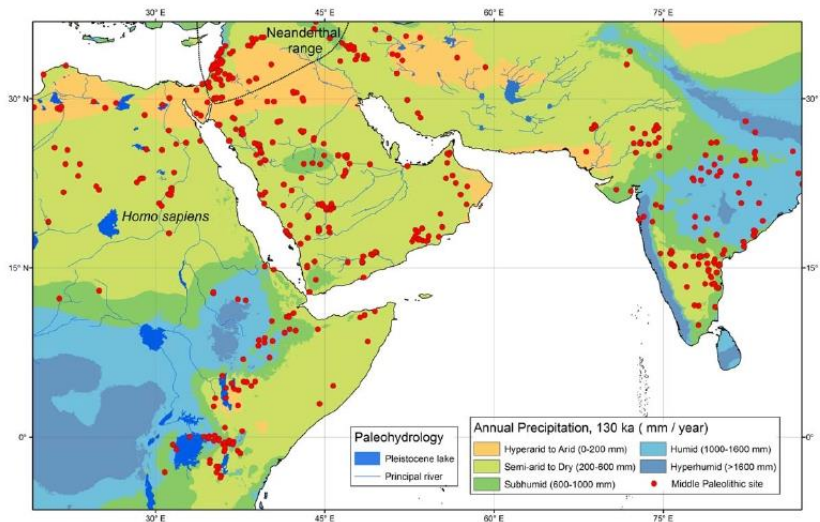 Neanderthal
range
30°E
45°E
60°E
75°E
30°N
30°N
Homo sapiens
15°N
15°N
0°
0°
Paleohydrology
Pleistocene lake
Principal river
Annual Precipitation, 130 ka ( mm / year)
Hyperarid to Arid (0-200 mm)
Semi-arid to Dry (200-600 mm)
Subhumid (600-1000 mm)
Humid (1000-1600 mm)
Hyperhumid (>1600 mm)
Middle Paleolithic site
30°E
45°E
60°E
75°E